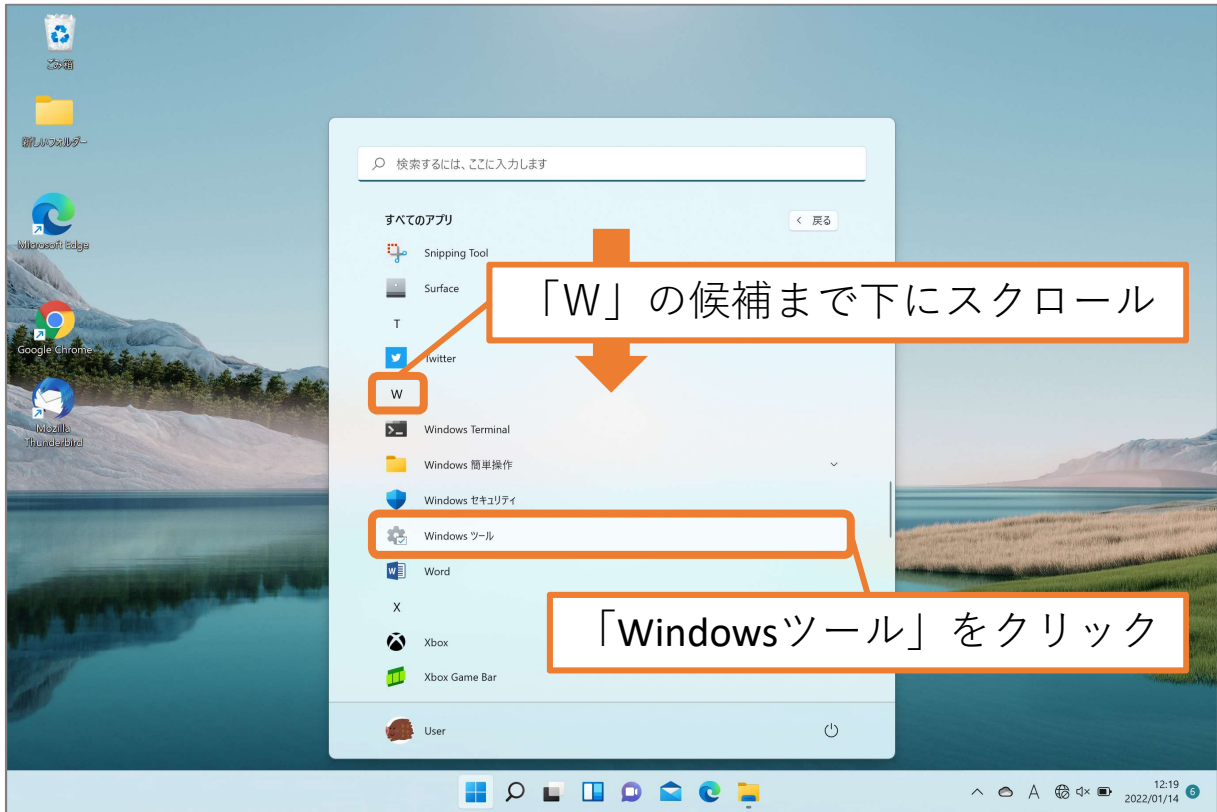 ごみ箱
新しいフォルダー
Microsoft Edge
Google Chrome
Mozilla
Thunderbird
検索するには、ここに入力します
すべてのアプリ
戻る
Snipping Tool
Surface
「W」の候補まで下にスクロール
T
Twitter
W
Windows Terminal
Windows 簡単操作
Windows セキュリティ
Windows ツール
Word
「Windowsツール」をクリック
X
Xbox
Xbox Game Bar
User
A
12:19
2022/01/14
6